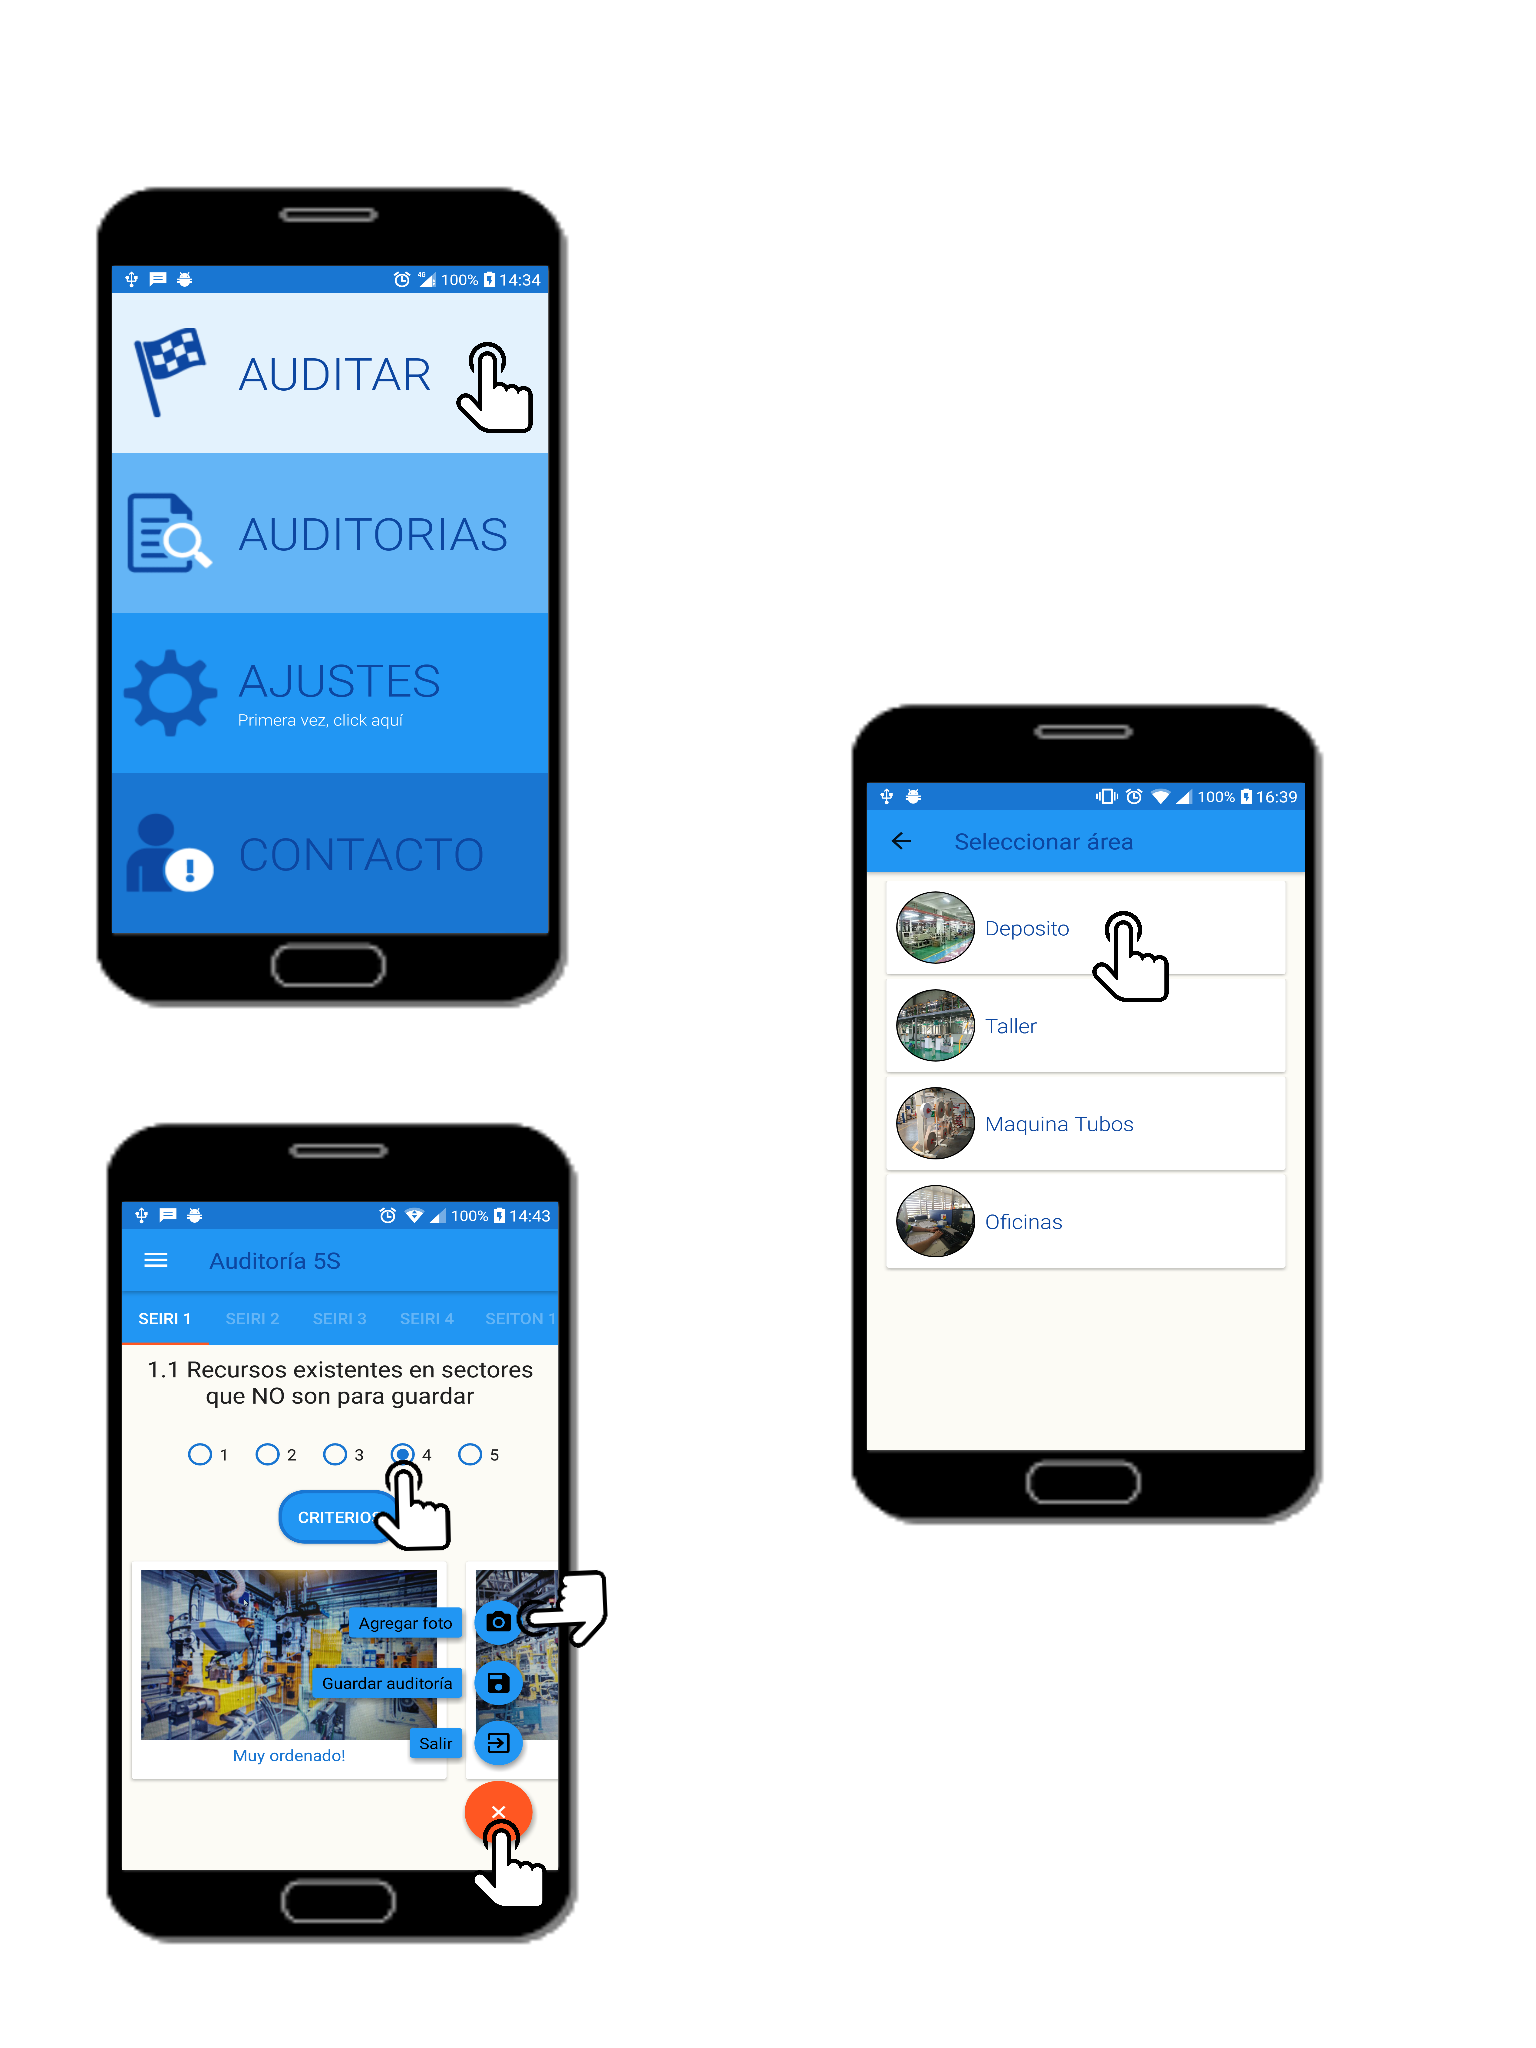 100% 14:34
AUDITAR
AUDITORIAS
AJUSTES
Primera vez, click aquí
CONTACTO
100% 16:39
Seleccionar área
Deposito
Taller
Maquina Tubos
Oficinas
100% 14:43
Auditoría 5S
SEIRI 1 SEIRI 2 SEIRI 3 SEIRI 4 SEITON 1
1.1 Recursos existentes en sectores
que NO son para guardar
1 2 3 4 5
CRITERIOS
Agregar foto
Guardar auditoría
Salir
Muy ordenado!